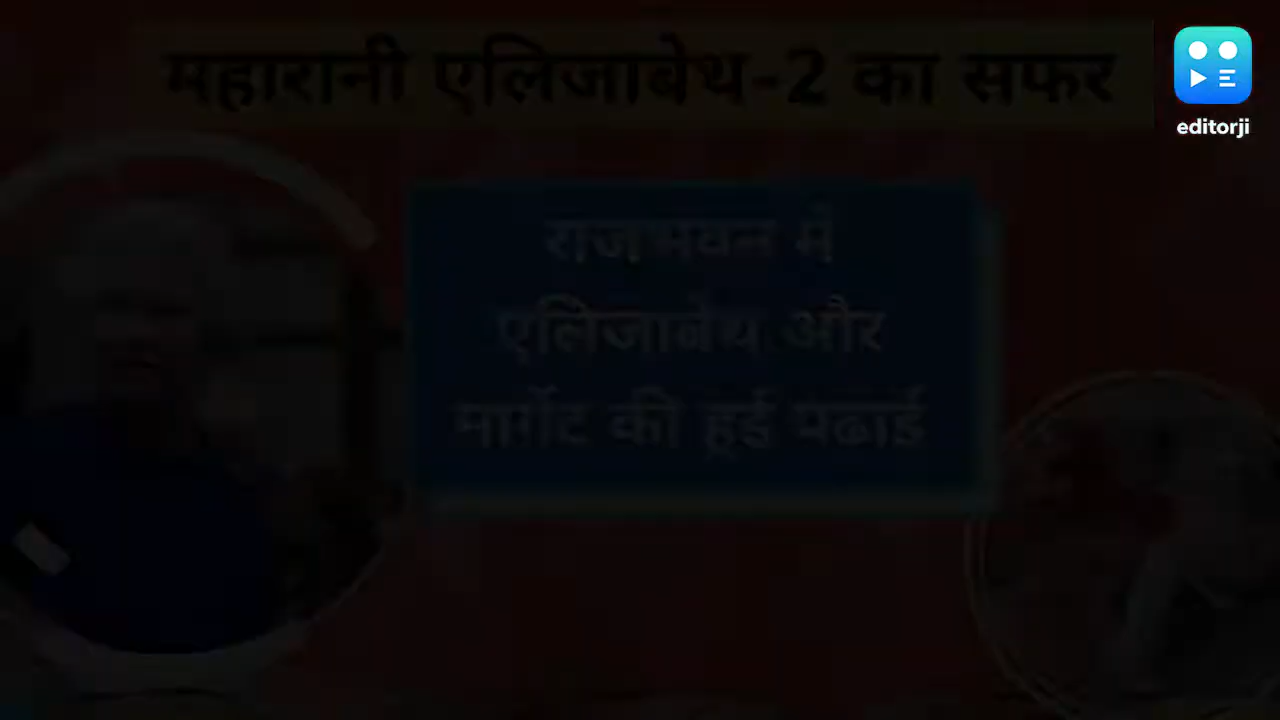 महारानी एलिजाबेथ-2 का सफर
editorji
राजभवन में
एलिजाबेथ और
मार्गेट की हुई पढाई